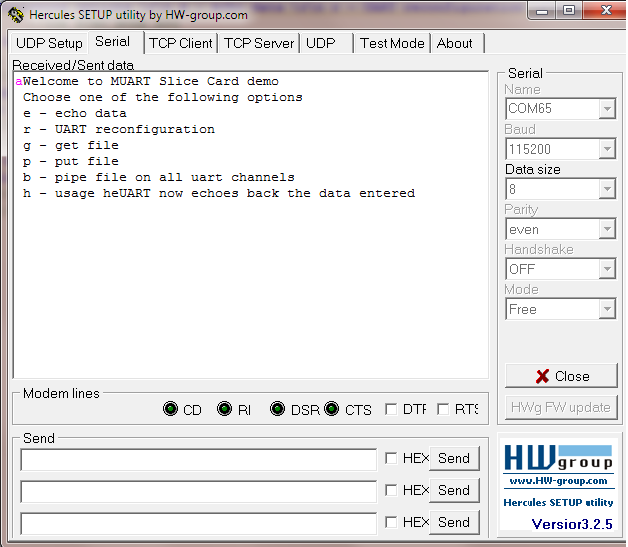 Hercules SETUP utility by HW-group.com
UDP Setup Serial TCP Client TCP Server UDP Test Mode About
Received/Sent data
aWelcome to MUART Slice Card demo
Choose one of the following options
e - echo data
r - UART reconfiguration
g - get file
p - put file
b - pipe file on all uart channels
h - usage heUART now echoes back the data entered
Serial
Name
COM65
Baud
115200
Data size
8
Parity
even
Handshake
OFF
Mode
Free
Close
HWg FW update
Modem lines
CD RI DSR CTS DTR RTS
Send
HEX Send
HEX Send
HEX Send
HW group
www.HW-group.com
Hercules SETUP utility
Version 3.2.5